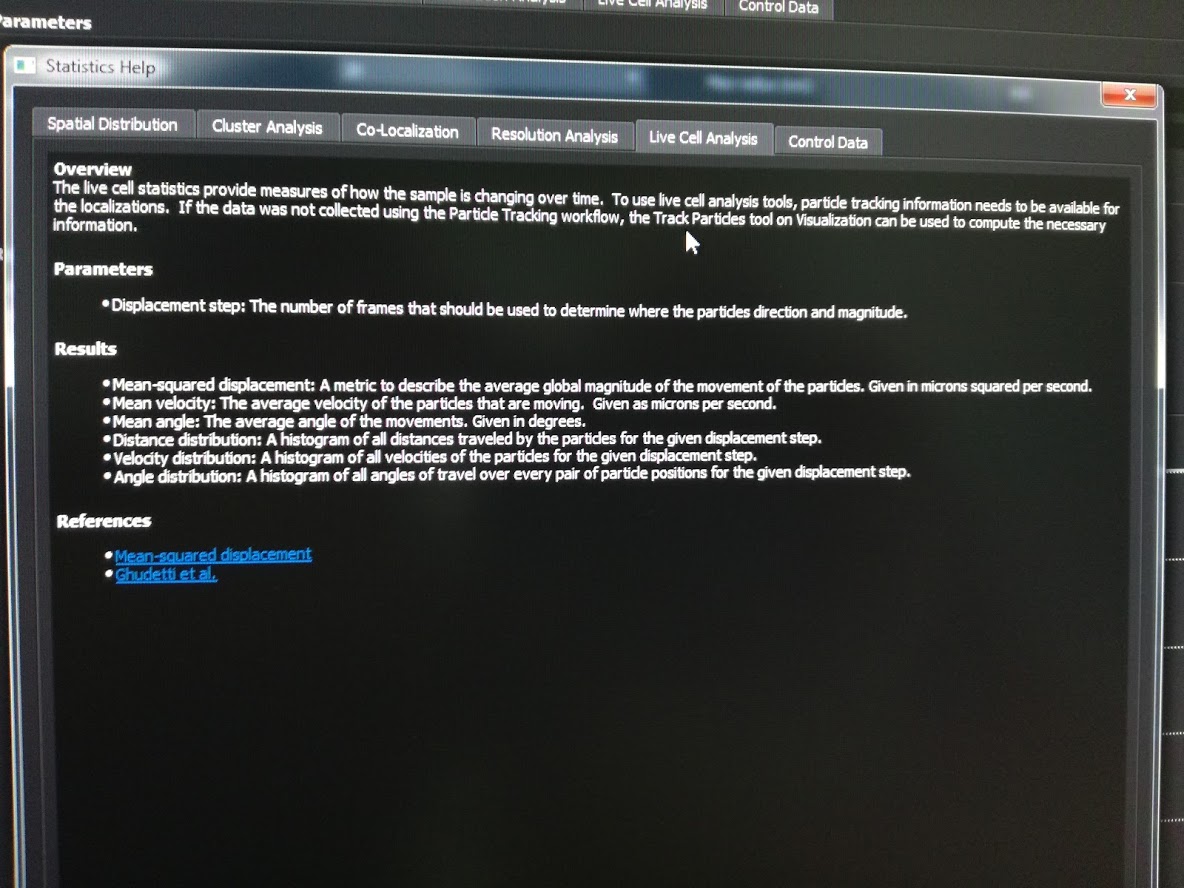 Analysis
Live Cell Analysis
Control Data
Parameters
Statistics Help
Spatial Distribution
Cluster Analysis
Co-Localization
Resolution Analysis
Live Cell Analysis
Control Data
Overview
The live cell statistics provide measures of how the sample is changing over time. To use live cell analysis tools, particle tracking information needs to be available for
the localizations. If the data was not collected using the Particle Tracking workflow, the Track Particles tool on Visualization can be used to compute the necessary
information.
Parameters
•Displacement step: The number of frames that should be used to determine where the particles direction and magnitude.
Results
•Mean-squared displacement: A metric to describe the average global magnitude of the movement of the particles. Given in microns squared per second.
•Mean velocity: The average velocity of the particles that are moving. Given as microns per second.
•Mean angle: The average angle of the movements. Given in degrees.
•Distance distribution: A histogram of all distances traveled by the particles for the given displacement step.
•Velocity distribution: A histogram of all velocities of the particles for the given displacement step.
•Angle distribution: A histogram of all angles of travel over every pair of particle positions for the given displacement step.
References
•Mean-squared displacement
•Ghudetti et al.